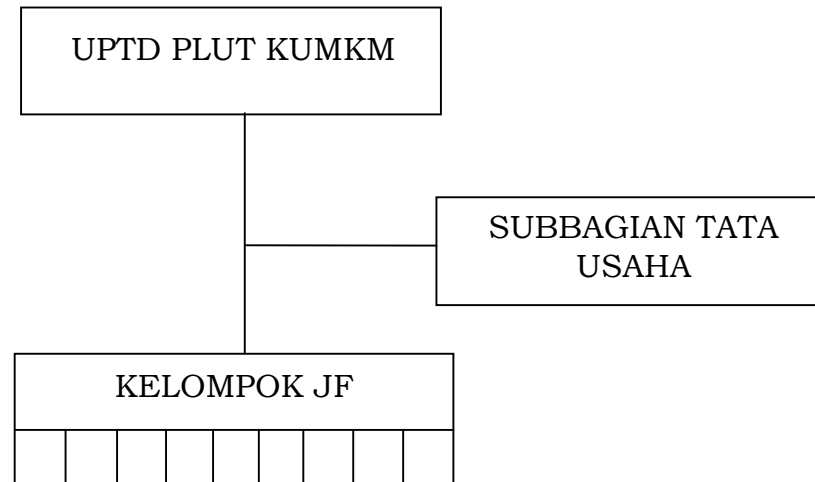 UPTD PLUT KUMKM
SUBBAGIAN TATA
USAHA
KELOMPOK JF